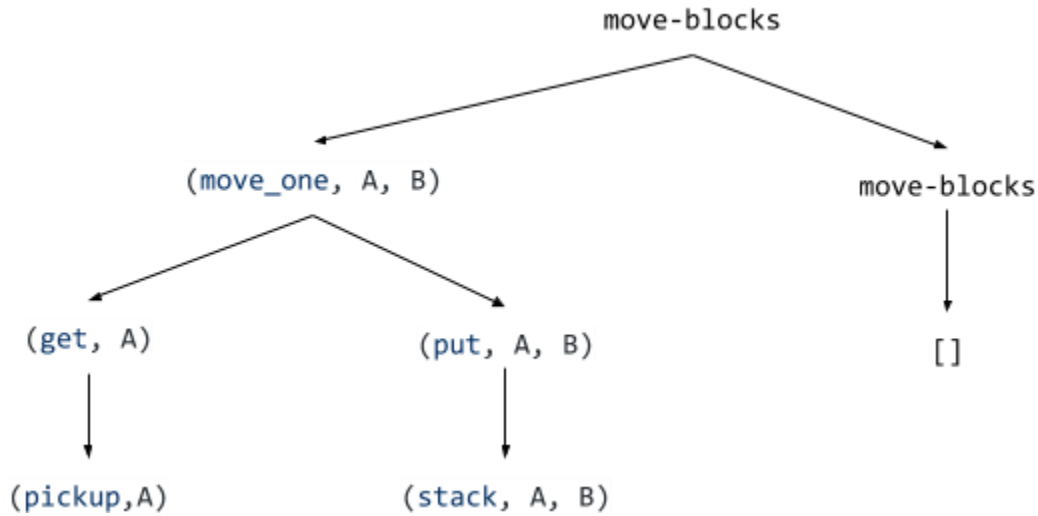 move-blocks
(move_one, A, B)
move-blocks
(get, A)
(put, A, B)
[]
(pickup,A)
(stack, A, B)